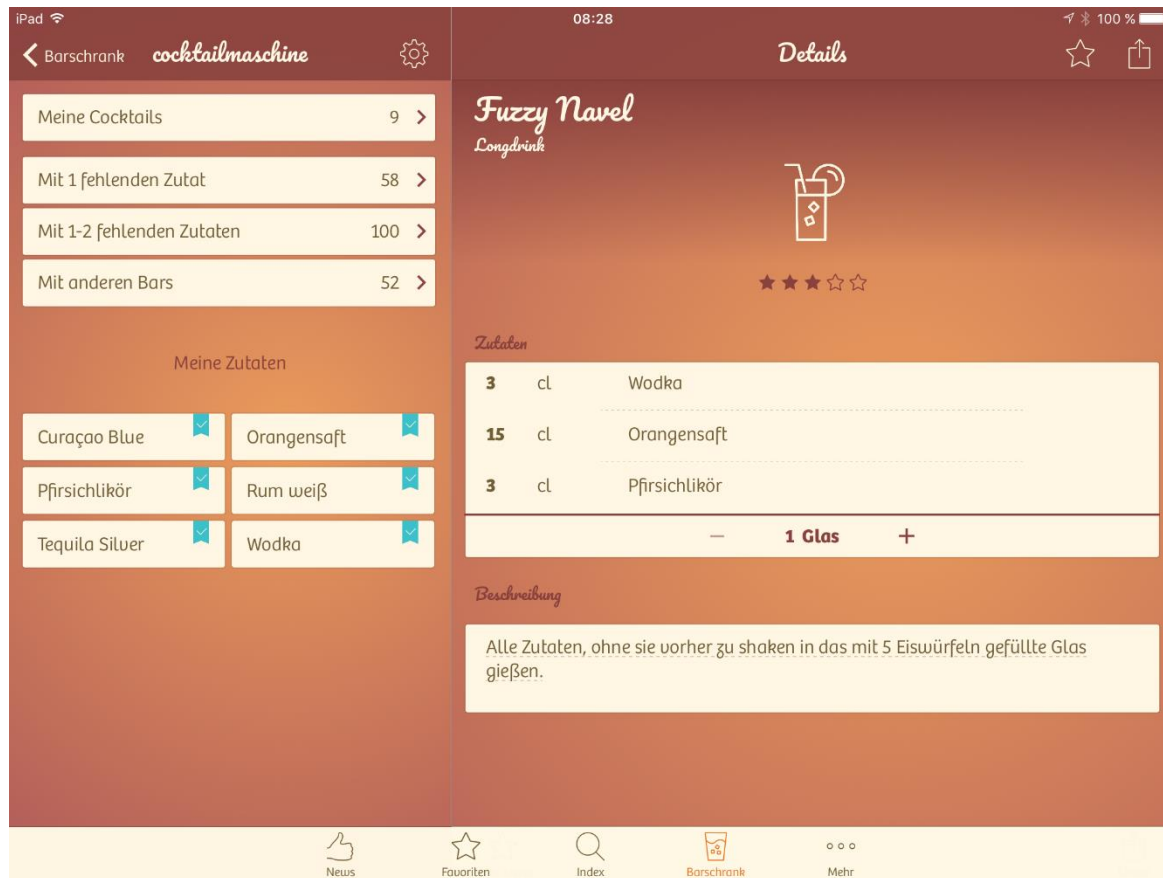 iPad
08:28
100 %
Barschrank
cocktailmaschine
Meine Cocktails 9
Mit 1 fehlenden Zutat 58
Mit 1-2 fehlenden Zutaten 100
Mit anderen Bars 52
Meine Zutaten
Curaçao Blue
Orangensaft
Pfirsichlikör
Rum weiß
Tequila Silver
Wodka
Details
Fuzzy Navel
Longdrink
Zutaten
3 cl Wodka
15 cl Orangensaft
3 cl Pfirsichlikör
− 1 Glas +
Beschreibung
Alle Zutaten, ohne sie vorher zu shaken in das mit 5 Eiswürfeln gefüllte Glas
gießen.
News
Favoriten
Index
Barschrank
Mehr